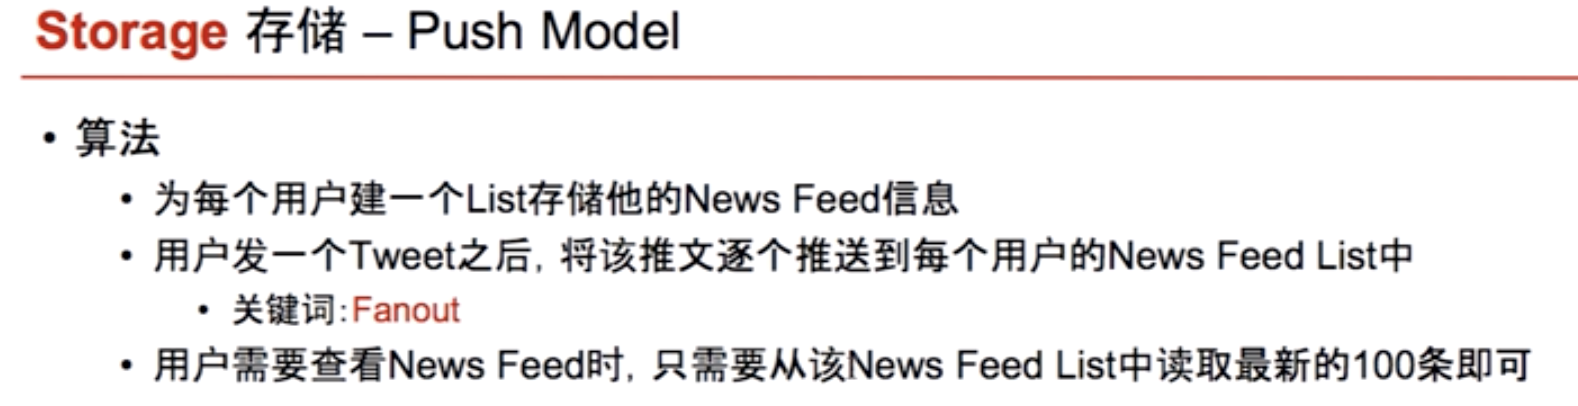 Storage 存储 – Push Model
• 算法
• 为每个用户建一个List存储他的News Feed信息
• 用户发一个Tweet之后, 将该推文逐个推送到每个用户的News Feed List中
• 关键词:Fanout
• 用户需要查看News Feed时, 只需要从该News Feed List中读取最新的100条即可